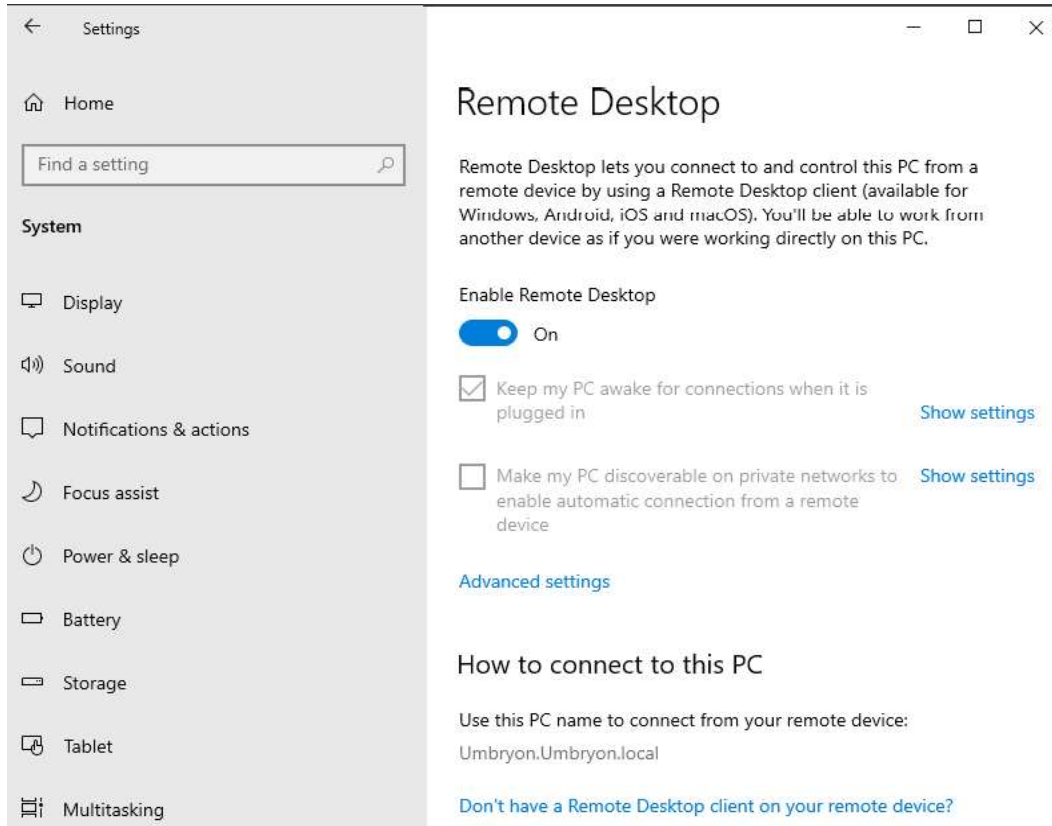 Settings
Home
Find a setting
System
Display
Sound
Notifications & actions
Focus assist
Power & sleep
Battery
Storage
Tablet
Multitasking
Remote Desktop
Remote Desktop lets you connect to and control this PC from a
remote device by using a Remote Desktop client (available for
Windows, Android, iOS and macOS). You'll be able to work from
another device as if you were working directly on this PC.
Enable Remote Desktop
On
Keep my PC awake for connections when it is
plugged in
Show settings
Make my PC discoverable on private networks to
enable automatic connection from a remote
device
Show settings
Advanced settings
How to connect to this PC
Use this PC name to connect from your remote device:
Umbryon.Umbryon.local
Don't have a Remote Desktop client on your remote device?